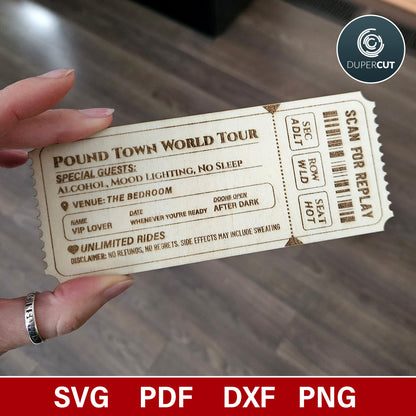 DUPERCUT
POUND TOWN WORLD TOUR
SPECIAL GUESTS:
ALCOHOL, MOOD LIGHTING, NO SLEEP
VENUE: THE BEDROOM
NAME
VIP LOVER
DATE
WHENEVER YOU'RE READY
DOORS OPEN
AFTER DARK
UNLIMITED RIDES
DISCLAIMER: NO REFUNDS, NO REGRETS. SIDE EFFECTS MAY INCLUDE SWEATING
SEC
ADLT
ROW
WLD
SEAT
HOT
SCAN FOR REPLAY
SVG PDF DXF PNG